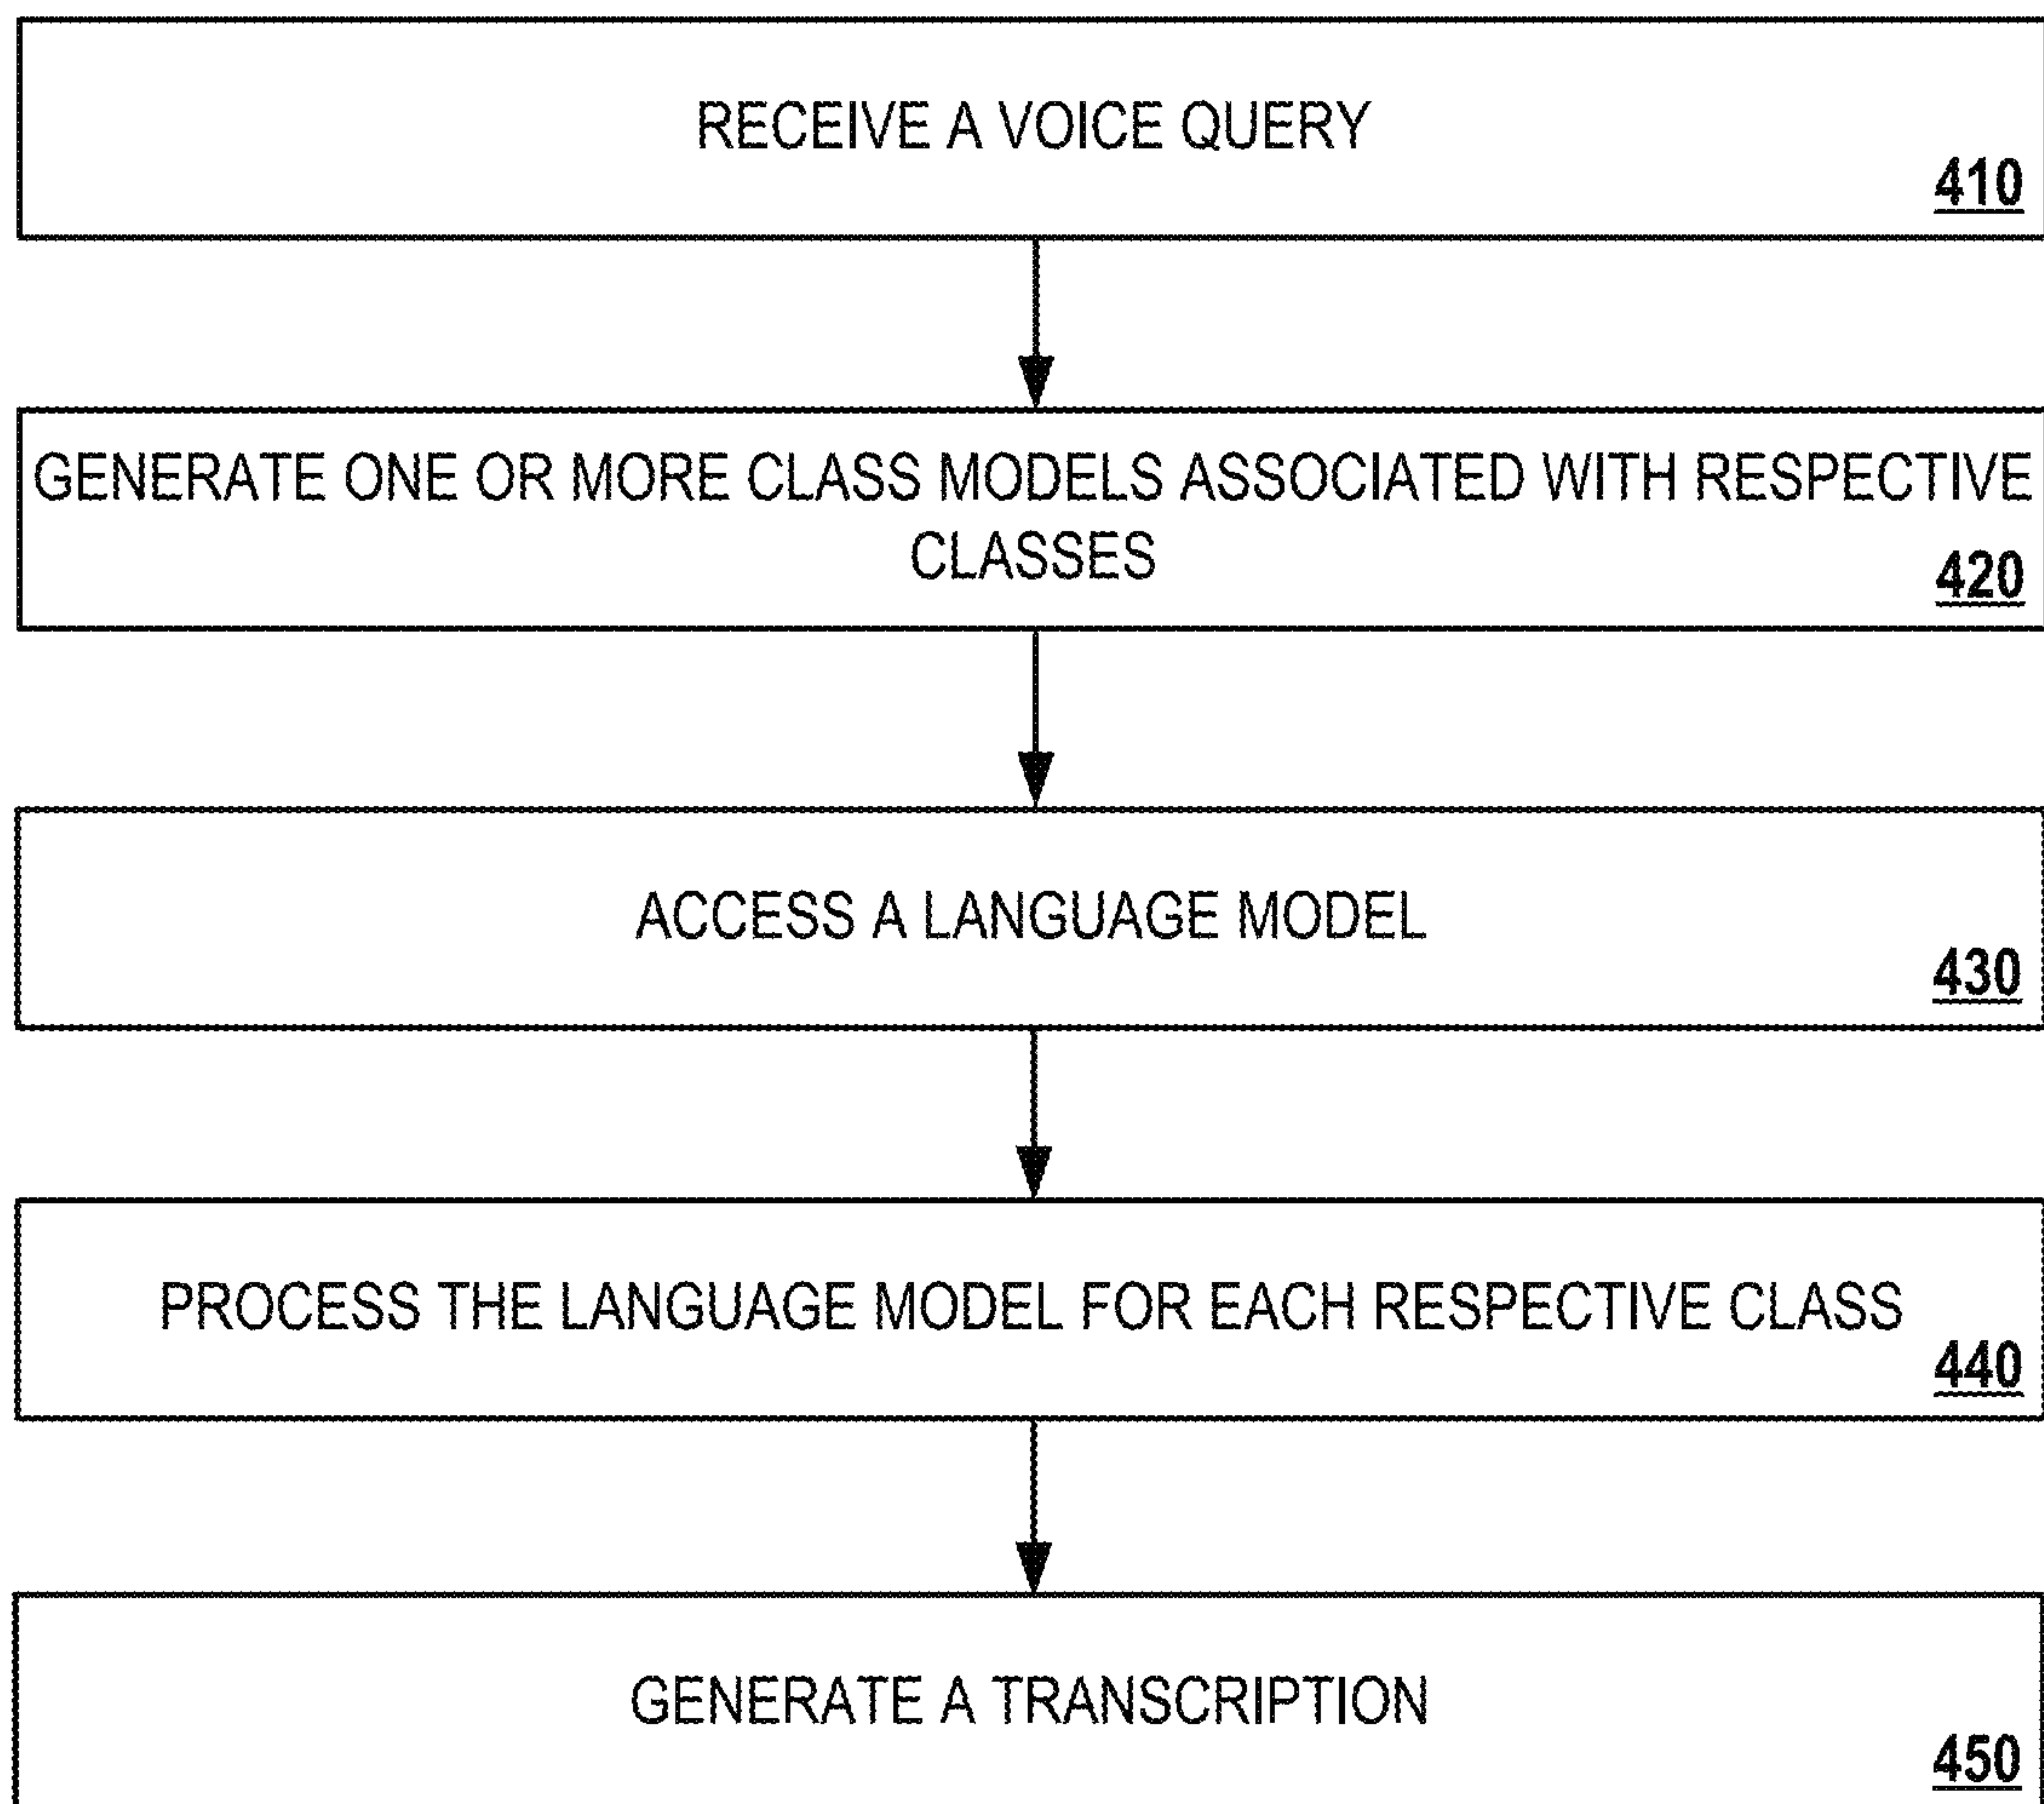 RECEIVE A VOICE QUERY
410
GENERATE ONE OR MORE CLASS MODELS ASSOCIATED WITH RESPECTIVE
CLASSES
420
ACCESS A LANGUAGE MODEL
430
PROCESS THE LANGUAGE MODEL FOR EACH RESPECTIVE CLASS
440
GENERATE A TRANSCRIPTION
450